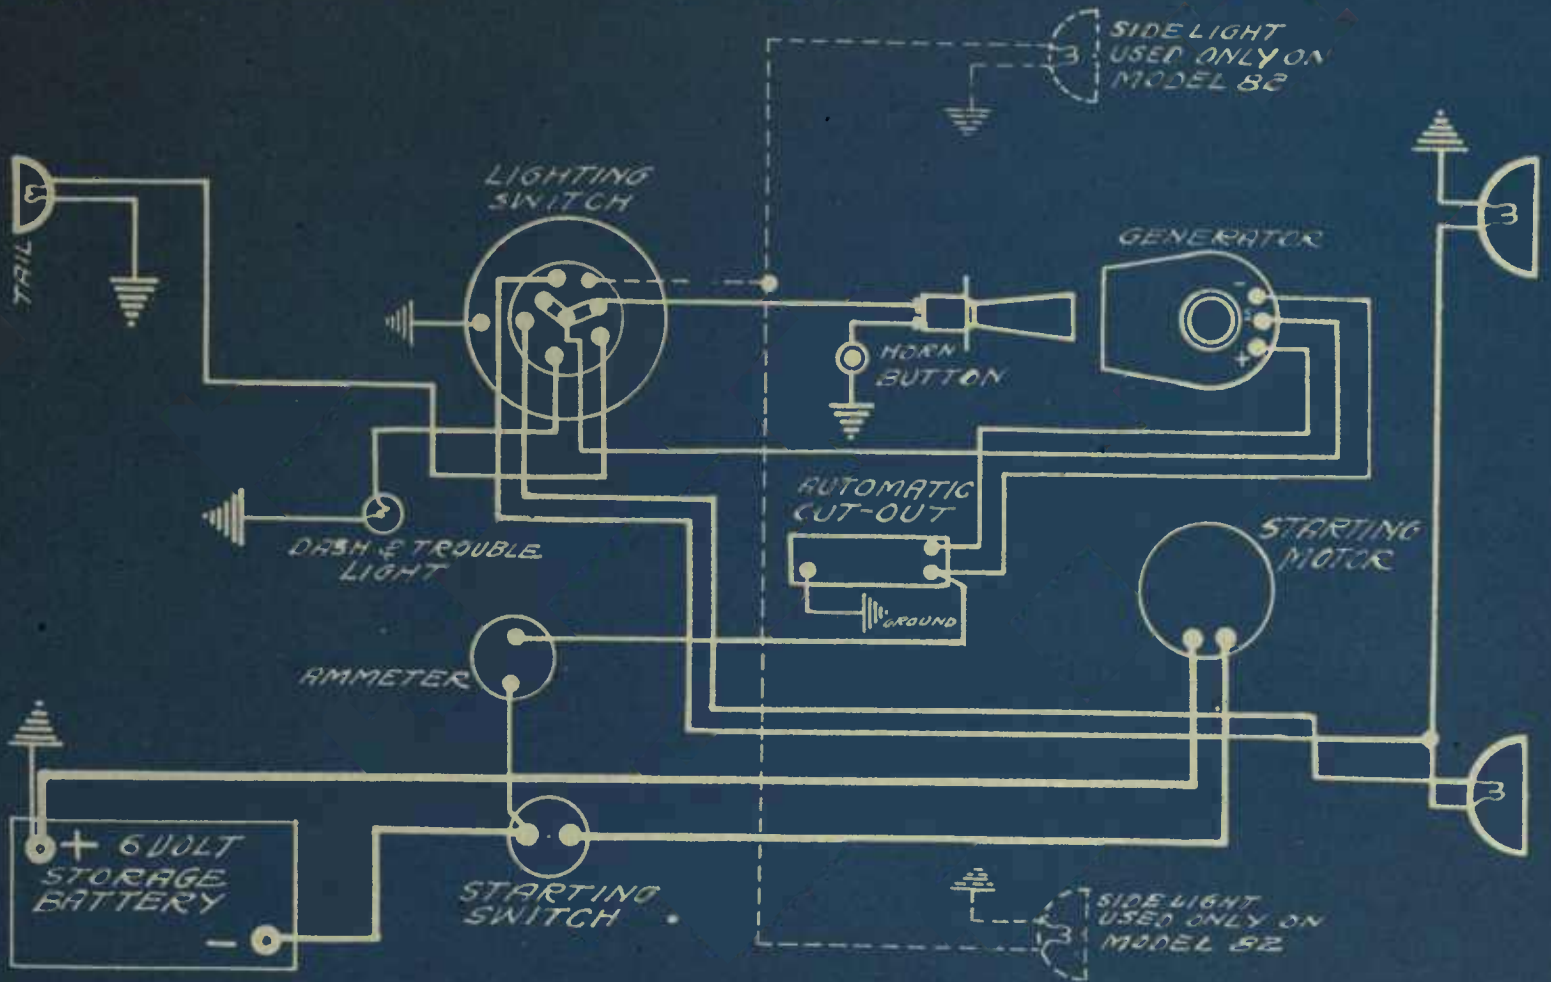 SIDE LIGHT
USED ONLY ON
MODEL 82
LIGHTING
SWITCH
TAIL
GENERATOR
-
S
+
HORN
BUTTON
AUTOMATIC
CUT-OUT
GROUND
DASH & TROUBLE
LIGHT
STARTING
MOTOR
AMMETER
+ 6 VOLT
STORAGE
BATTERY
-
STARTING
SWITCH
SIDE LIGHT
USED ONLY ON
MODEL 82